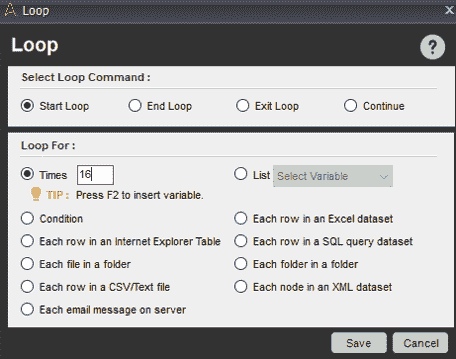 Loop
Loop
?
Select Loop Command :
Start Loop End Loop Exit Loop Continue
Loop For :
Times 16 List Select Variable
TIP : Press F2 to insert variable.
Condition Each row in an Excel dataset
Each row in an Internet Explorer Table Each row in a SQL query dataset
Each file in a folder Each folder in a folder
Each row in a CSV/Text file Each node in an XML dataset
Each email message on server
Save Cancel